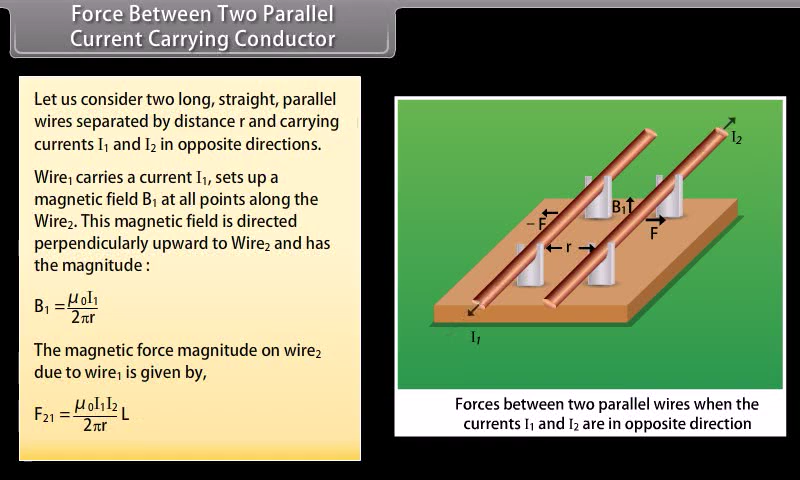 Force Between Two Parallel
Current Carrying Conductor
Let us consider two long, straight, parallel
wires separated by distance r and carrying
currents I₁ and I₂ in opposite directions.
Wire₁ carries a current I₁, sets up a
magnetic field B₁ at all points along the
Wire₂. This magnetic field is directed
perpendicularly upward to Wire₂ and has
the magnitude :
B₁ = μ₀I₁ / 2πr
The magnetic force magnitude on wire₂
due to wire₁ is given by,
F₂₁ = μ₀I₁I₂ / 2πr L
I₂
B₁
– F
F
r
I₁
Forces between two parallel wires when the
currents I₁ and I₂ are in opposite direction